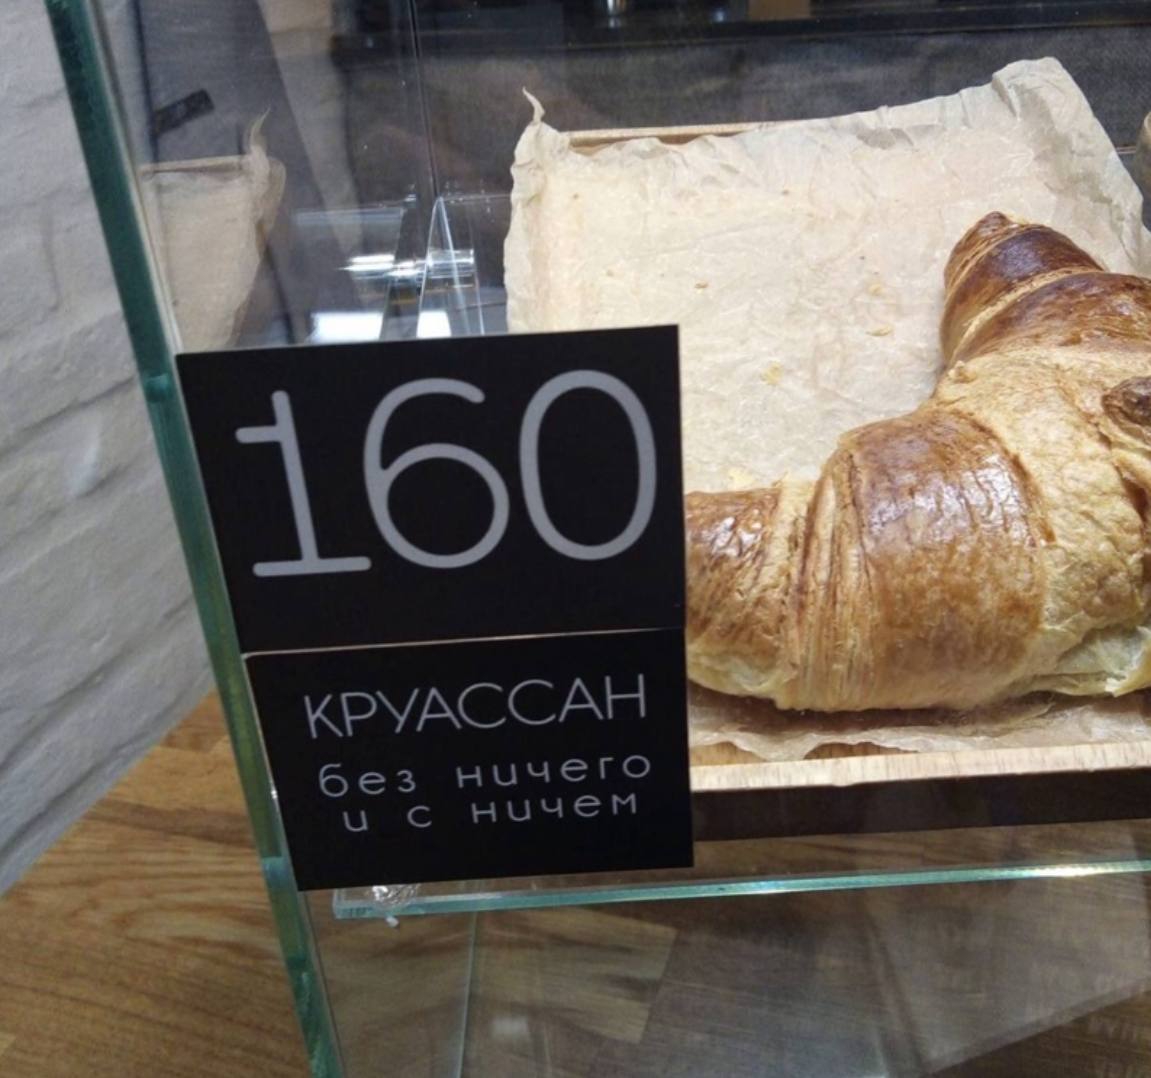 160
КРУАССАН
без ничего
и с ничем